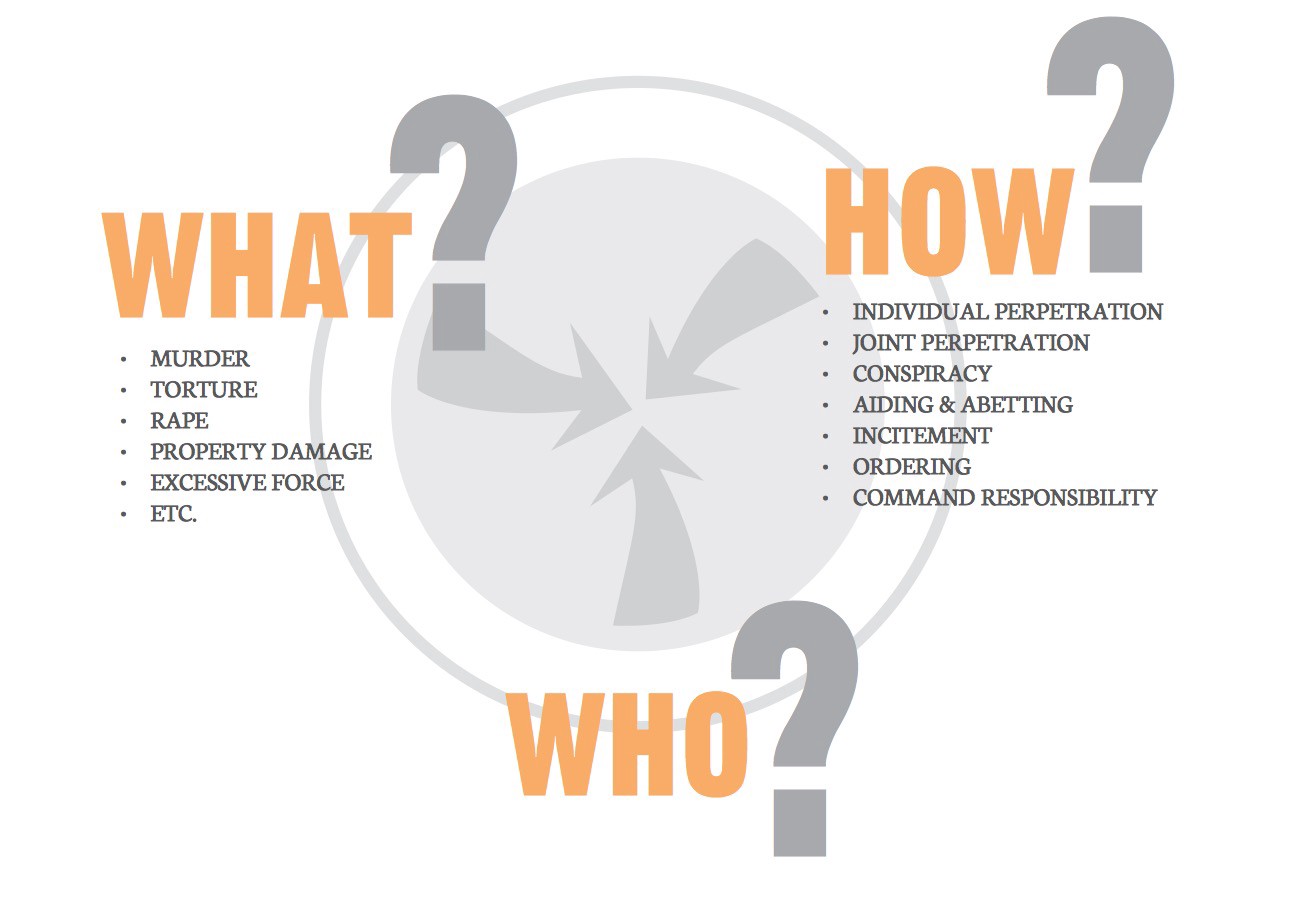 WHAT?
• MURDER
• TORTURE
• RAPE
• PROPERTY DAMAGE
• EXCESSIVE FORCE
• ETC.
HOW?
• INDIVIDUAL PERPETRATION
• JOINT PERPETRATION
• CONSPIRACY
• AIDING & ABETTING
• INCITEMENT
• ORDERING
• COMMAND RESPONSIBILITY
WHO?